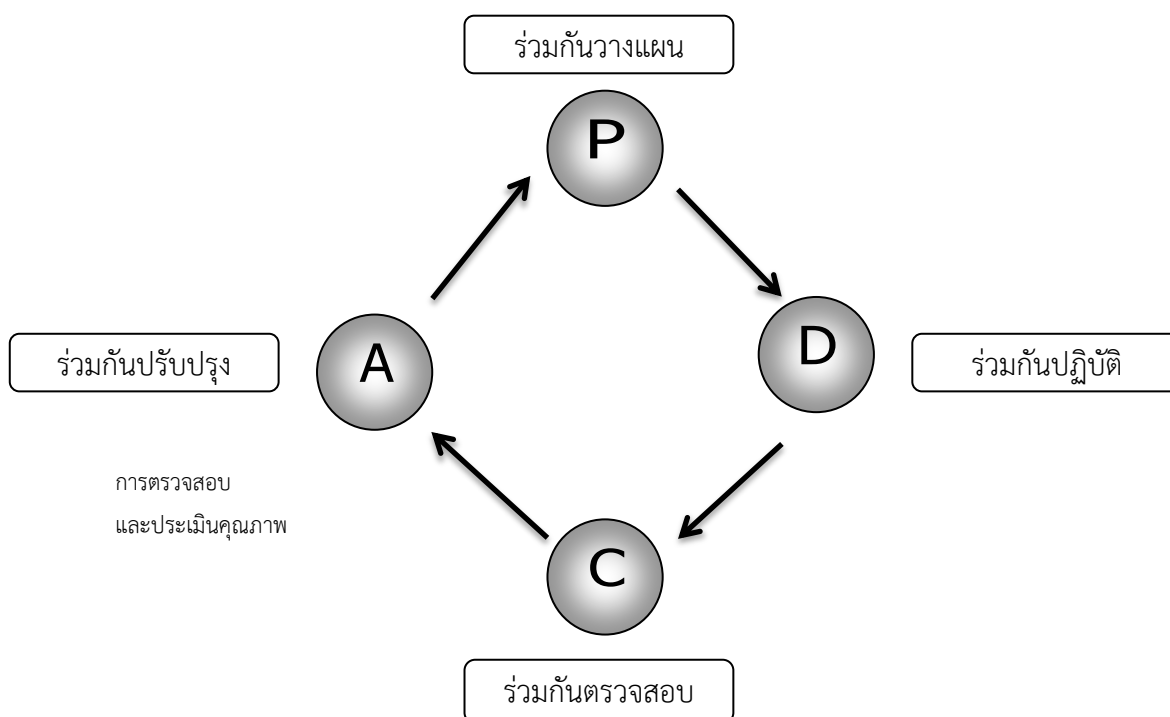 ร่วมกันวางแผน
P
A
D
ร่วมกันปรับปรุง
ร่วมกันปฏิบัติ
การตรวจสอบ
และประเมินคุณภาพ
C
ร่วมกันตรวจสอบ